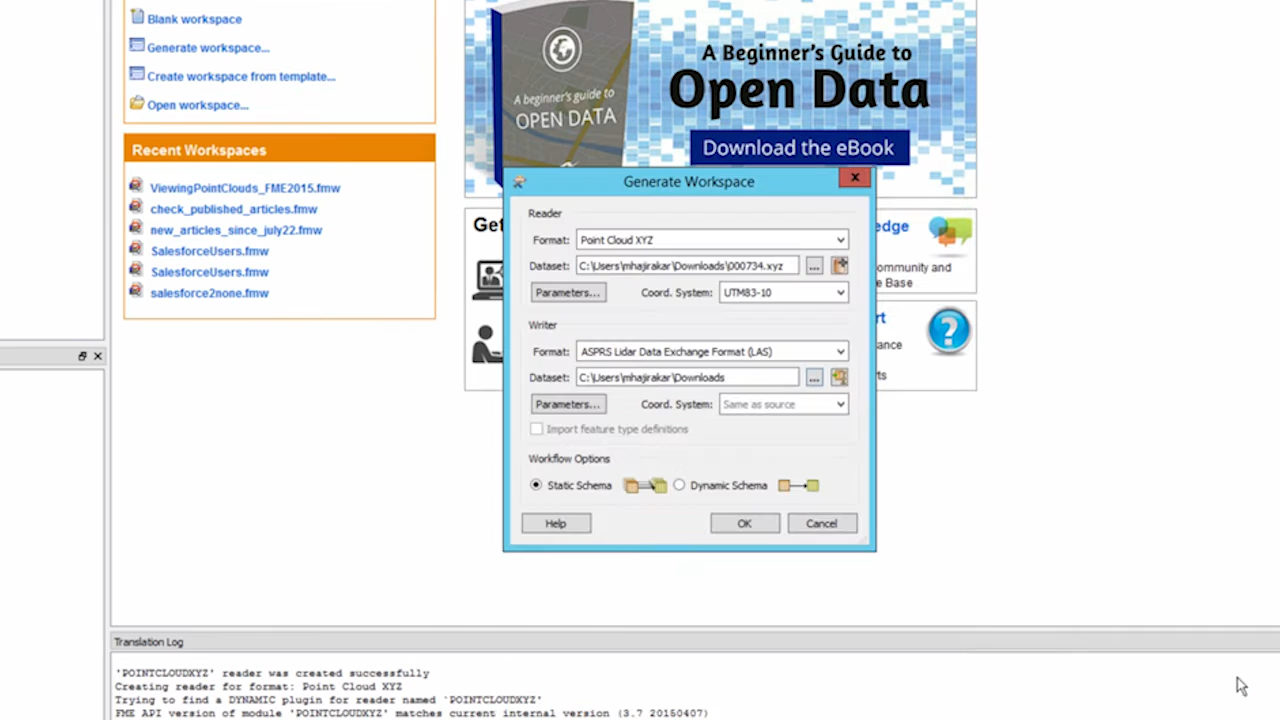 Blank workspace
Generate workspace...
Create workspace from template...
Open workspace...
Recent Workspaces
ViewingPointClouds_FME2015.fmw
check_published_articles.fmw
new_articles_since_july22.fmw
SalesforceUsers.fmw
SalesforceUsers.fmw
salesforce2none.fmw
A beginner's guide to
OPEN DATA
A Beginner's Guide to
Open Data
Download the eBook
Get
edge
ommunity and
e Base
rt
ance
rts
Generate Workspace
Reader
Format: Point Cloud XYZ
Dataset: C:\Users\mhajirakar\Downloads\000734.xyz ...
Parameters... Coord. System: UTM83-10
Writer
Format: ASPRS Lidar Data Exchange Format (LAS)
Dataset: C:\Users\mhajirakar\Downloads ...
Parameters... Coord. System: Same as source
Import feature type definitions
Workflow Options
Static Schema Dynamic Schema
Help OK Cancel
Translation Log
'POINTCLOUDXYZ' reader was created successfully
Creating reader for format: Point Cloud XYZ
Trying to find a DYNAMIC plugin for reader named `POINTCLOUDXYZ'
FME API version of module 'POINTCLOUDXYZ' matches current internal version (3.7 20150407)